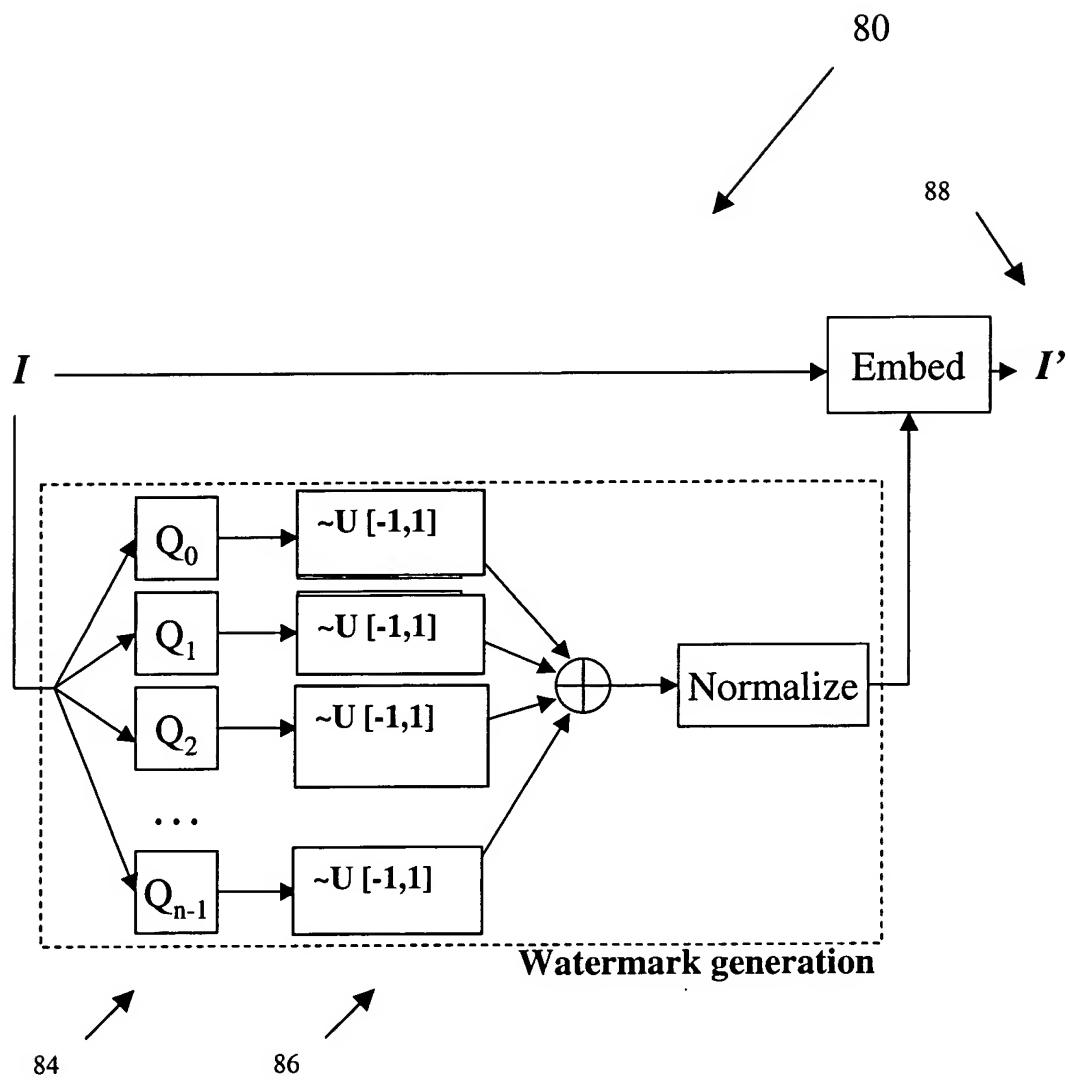 80
88
I
Embed
I’
Q0
~U [-1,1]
Q1
~U [-1,1]
Q2
~U [-1,1]
Normalize
...
Qn-1
~U [-1,1]
Watermark generation
84
86